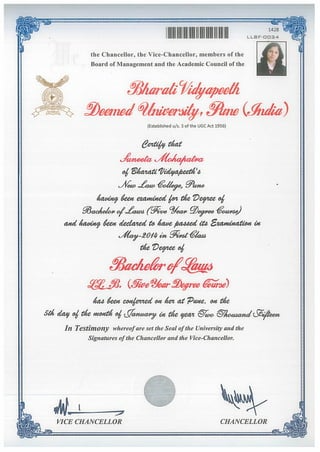 1428
LLBF-0034
We,
the Chancellor, the Vice-Chancellor, members of the
Board of Management and the Academic Council of the
Bharati Vidyapeeth
Deemed University, Pune (India)
(Established u/s. 3 of the UGC Act 1956)
Certify that
Suneeta Mohapatra
of Bharati Vidyapeeth's
New Law College, Pune
having been examined for the Degree of
Bachelor of Laws (Five Year Degree Course)
and having been declared to have passed its Examination in
May-2014 in First Class
the Degree of
Bachelor of Laws
LL. B. (Five Year Degree Course)
has been conferred on her at Pune, on the
5th day of the month of January in the year Two Thousand Fifteen
In Testimony whereof are set the Seal of the University and the
Signatures of the Chancellor and the Vice-Chancellor.
VICE CHANCELLOR
CHANCELLOR